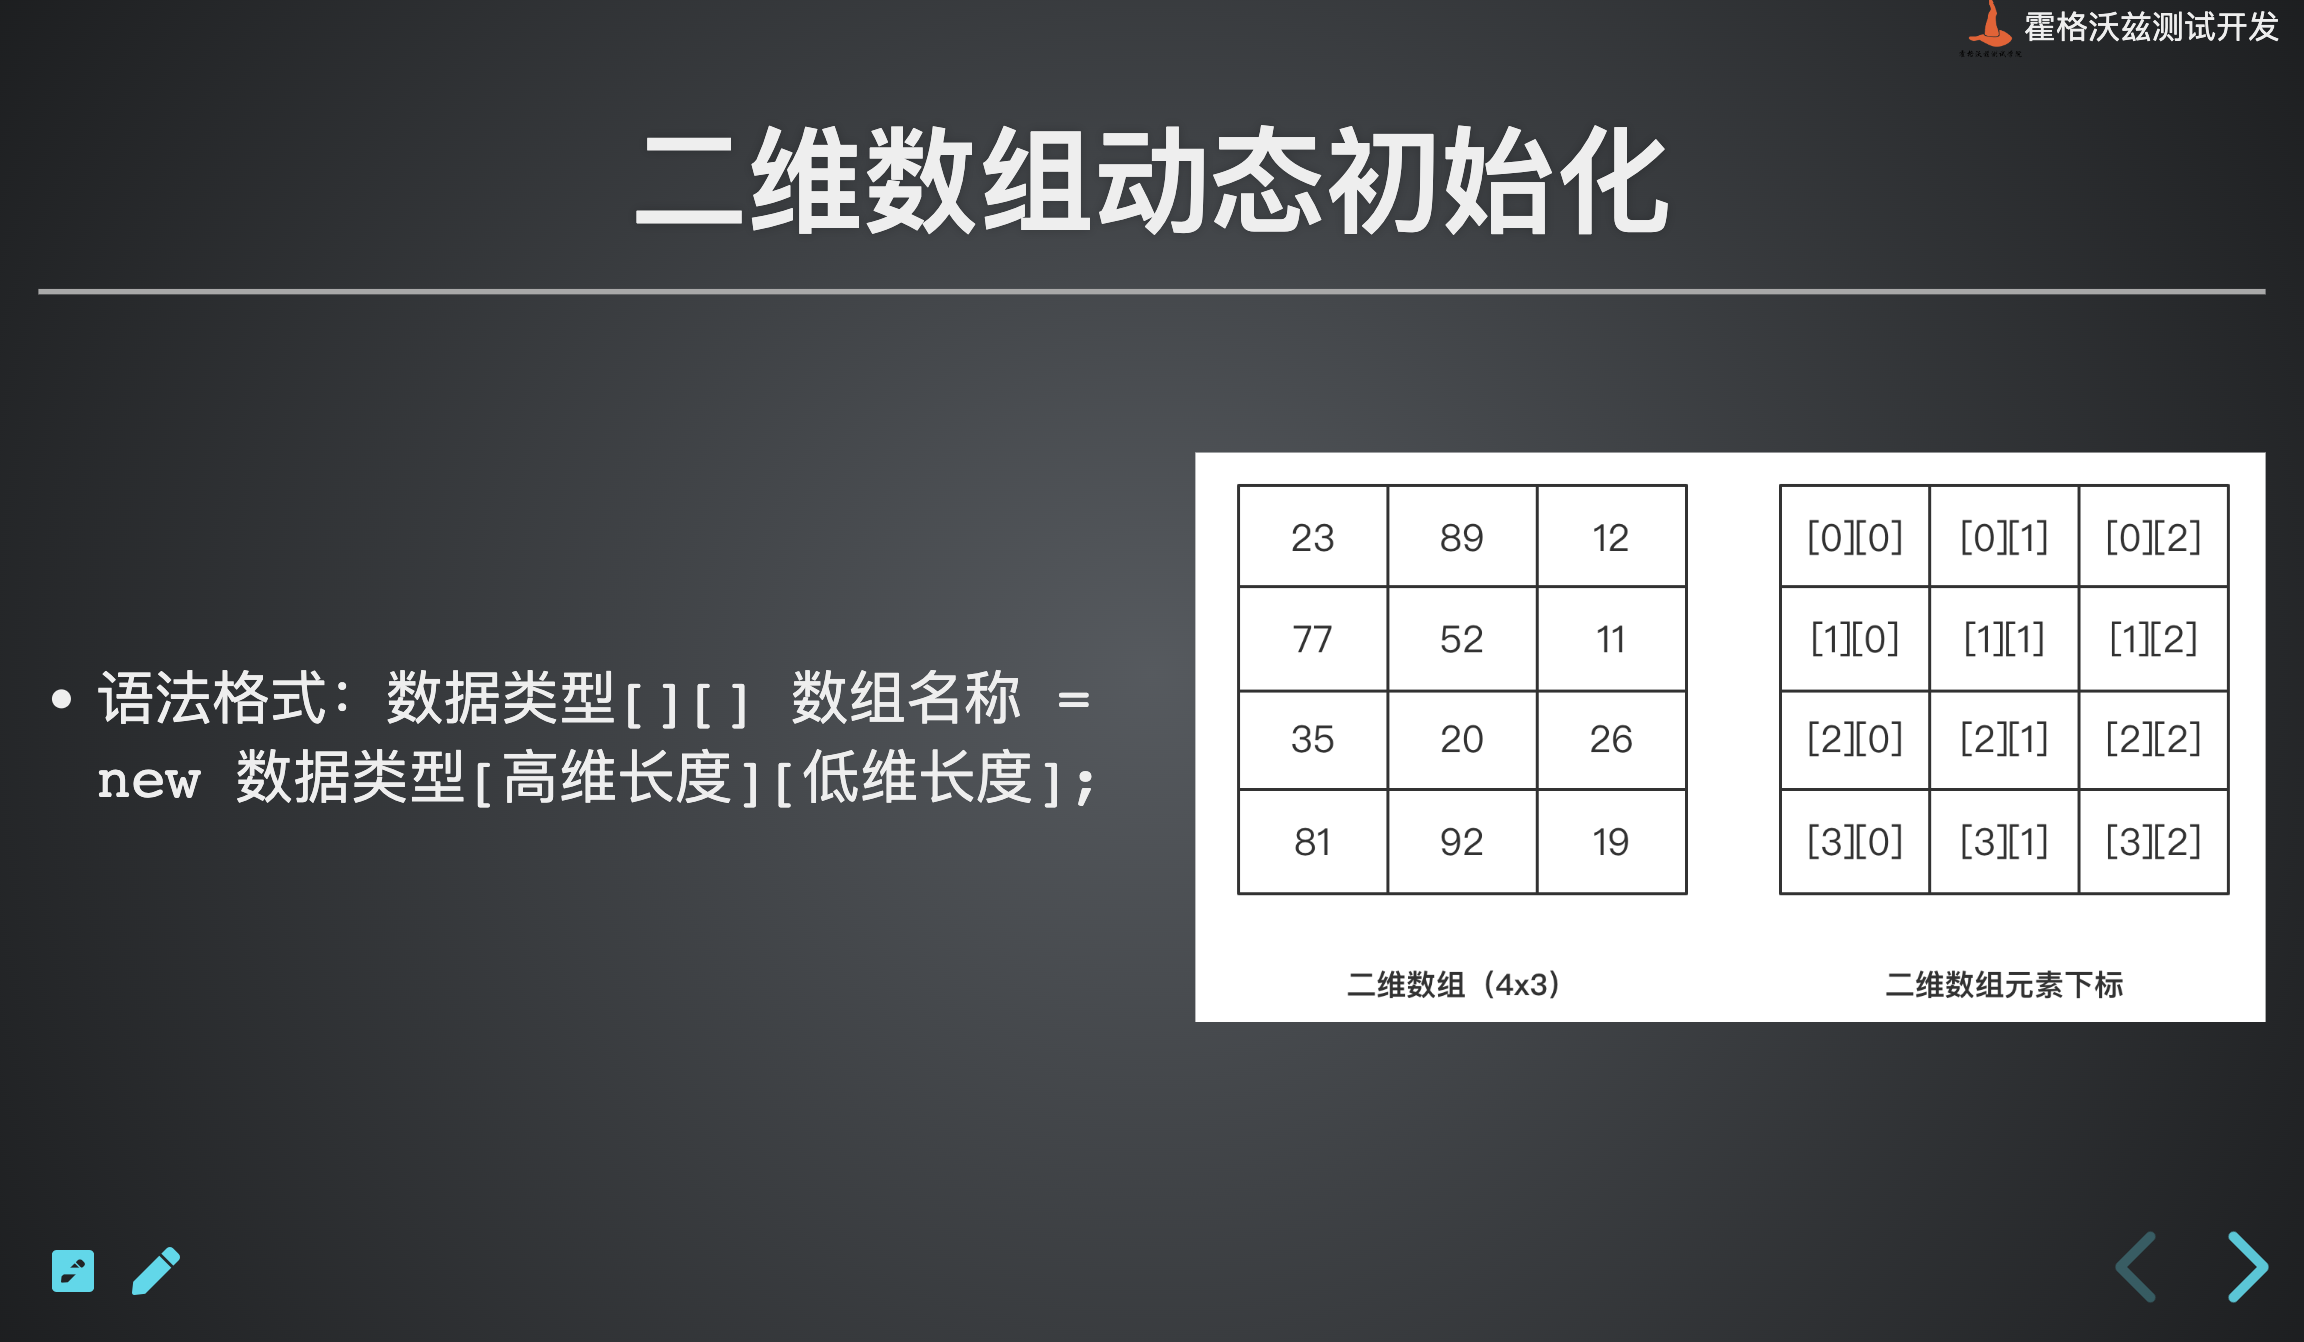 霍格沃兹测试开发
二维数组动态初始化
• 语法格式：数据类型[][] 数组名称 =
new 数据类型[高维长度][低维长度];
23 89 12
77 52 11
35 20 26
81 92 19
二维数组（4x3）
[0][0] [0][1] [0][2]
[1][0] [1][1] [1][2]
[2][0] [2][1] [2][2]
[3][0] [3][1] [3][2]
二维数组元素下标